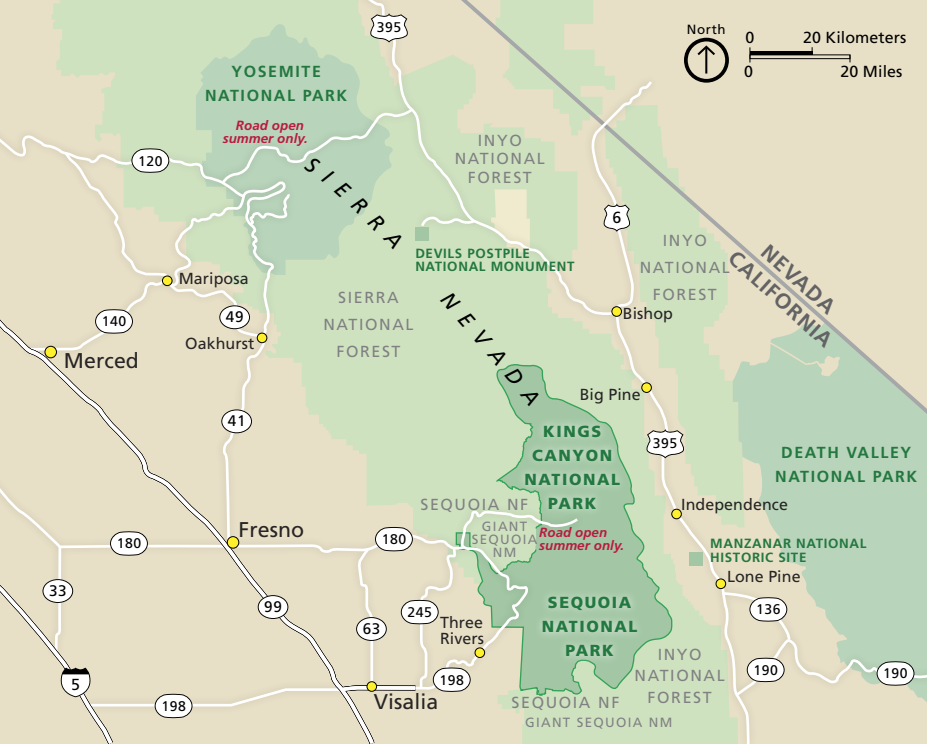 395
North
0 20 Kilometers
0 20 Miles
YOSEMITE
NATIONAL PARK
Road open
summer only.
120
INYO
NATIONAL
FOREST
SIERRA
6
DEVILS POSTPILE
NATIONAL MONUMENT
INYO
NATIONAL
FOREST
NEVADA
CALIFORNIA
Mariposa
SIERRA
NATIONAL
FOREST
NEVADA
140
49
Oakhurst
Bishop
Merced
Big Pine
41
KINGS
CANYON
NATIONAL
PARK
395
DEATH VALLEY
NATIONAL PARK
SEQUOIA NF
GIANT
SEQUOIA
NM
Road open
summer only.
Independence
Fresno
180
180
MANZANAR NATIONAL
HISTORIC SITE
Lone Pine
33
99
245
63
Three
Rivers
SEQUOIA
NATIONAL
PARK
136
INYO
NATIONAL
FOREST
190
190
5
198
198
Visalia
SEQUOIA NF
GIANT SEQUOIA NM